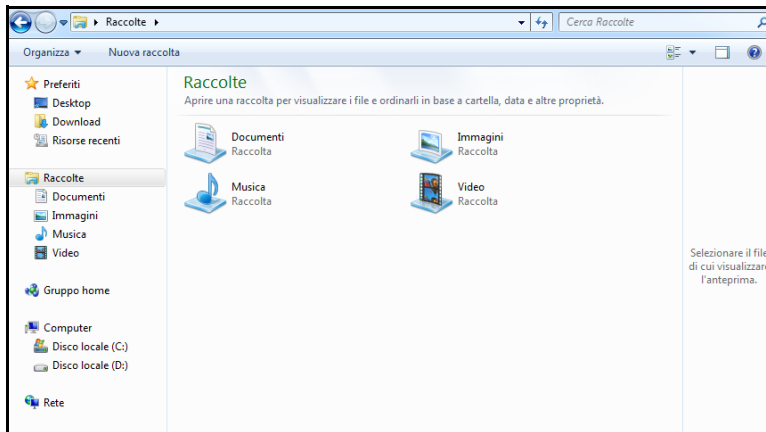 Raccolte
Cerca Raccolte
Organizza
Nuova raccolta
Preferiti
Desktop
Download
Risorse recenti
Raccolte
Documenti
Immagini
Musica
Video
Gruppo home
Computer
Disco locale (C:)
Disco locale (D:)
Rete
Raccolte
Aprire una raccolta per visualizzare i file e ordinarli in base a cartella, data e altre proprietà.
Documenti
Raccolta
Immagini
Raccolta
Musica
Raccolta
Video
Raccolta
Selezionare il file
di cui visualizzare
l'anteprima.